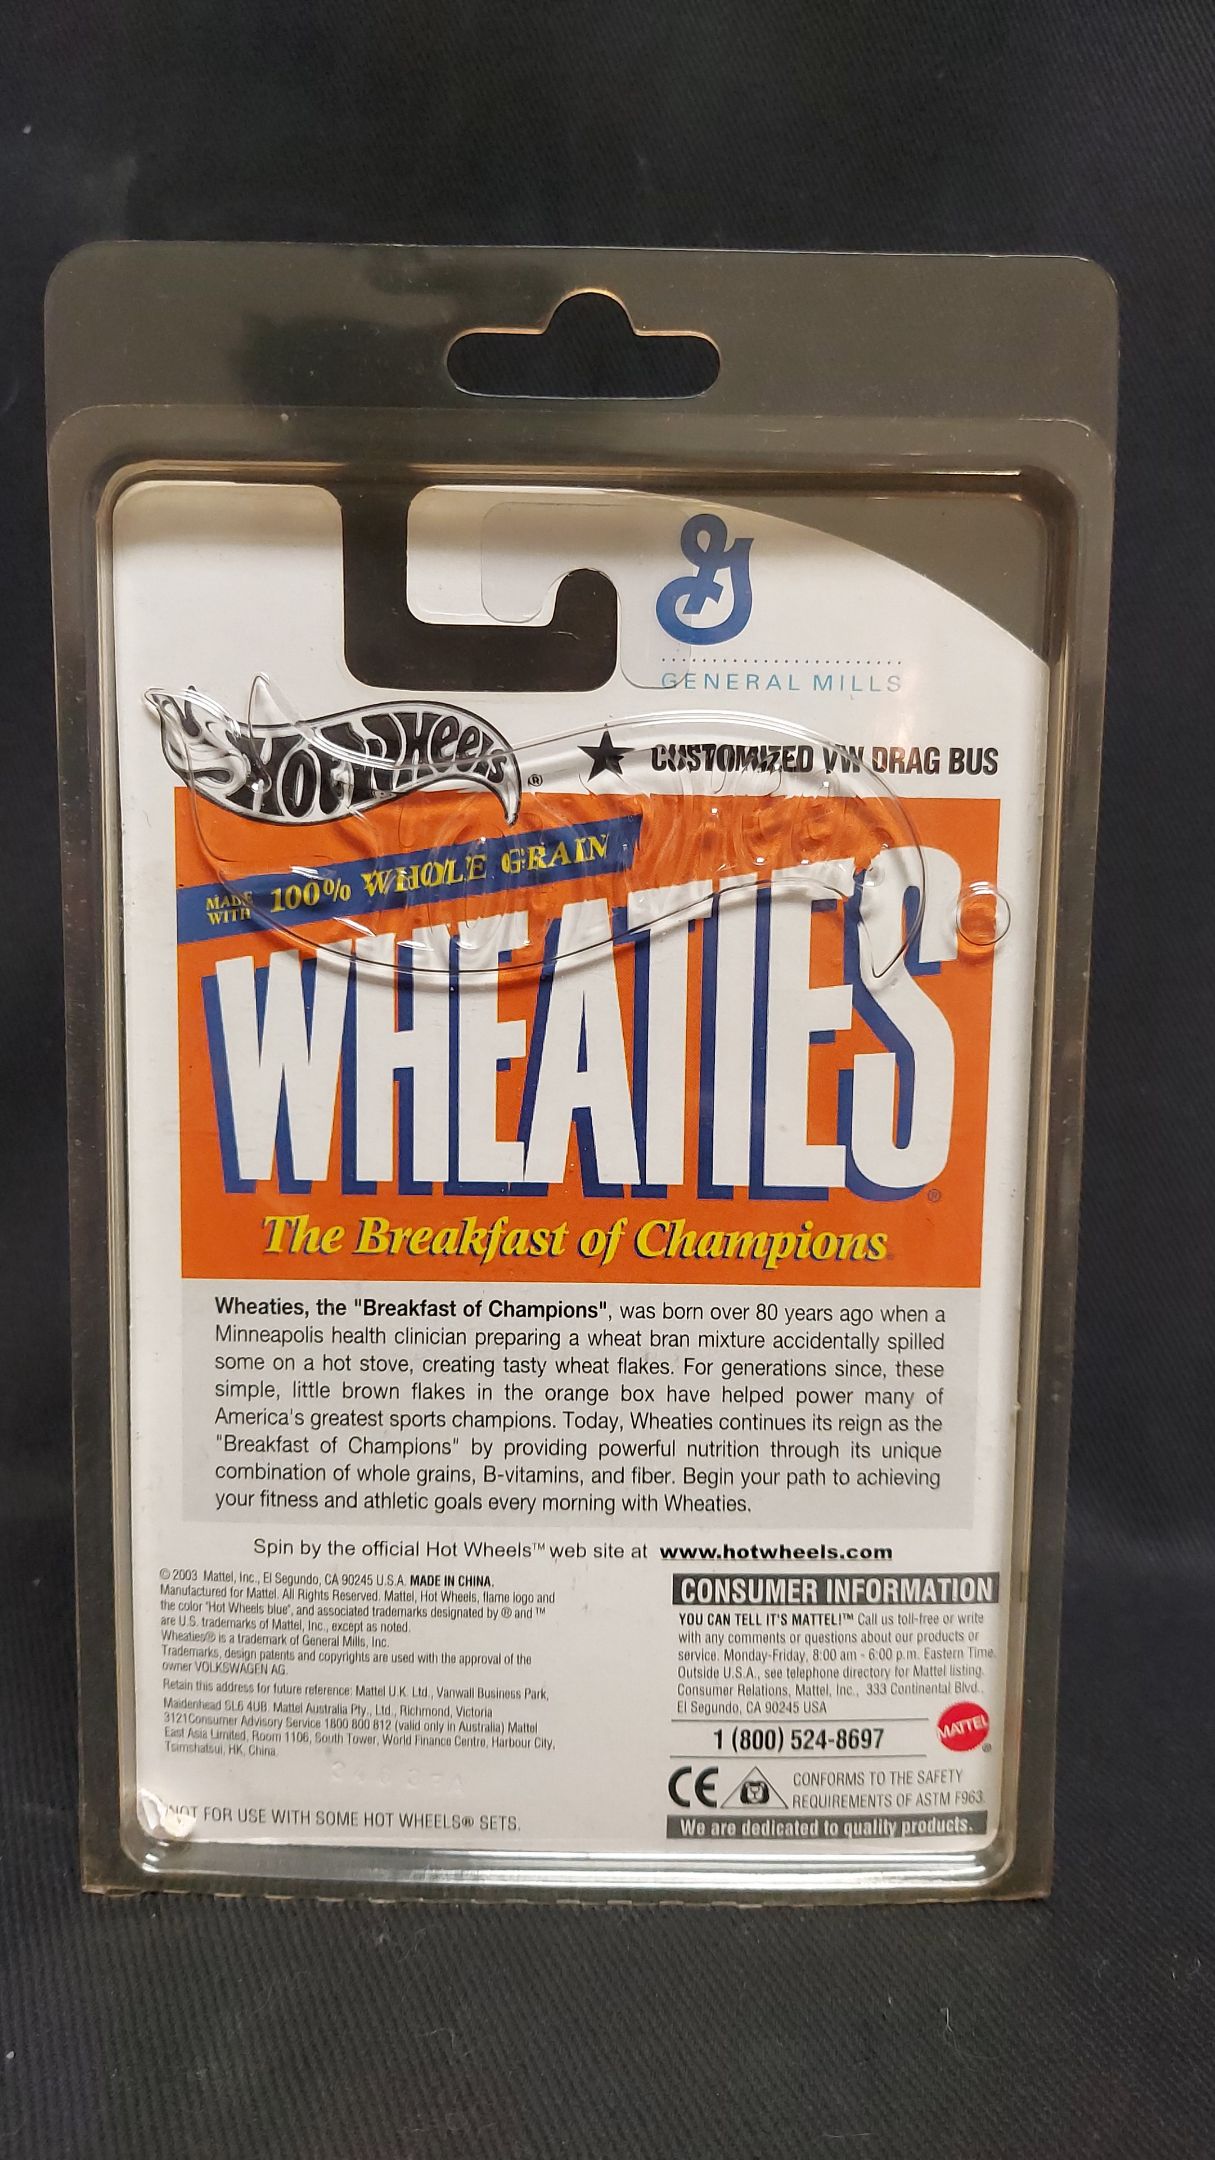 GENERAL MILLS
Hot Wheels ®
★ CUSTOMIZED VW DRAG BUS
MADE WITH 100% WHOLE GRAIN
WHEATIES®
The Breakfast of Champions
Wheaties, the "Breakfast of Champions", was born over 80 years ago when a
Minneapolis health clinician preparing a wheat bran mixture accidentally spilled
some on a hot stove, creating tasty wheat flakes. For generations since, these
simple, little brown flakes in the orange box have helped power many of
America's greatest sports champions. Today, Wheaties continues its reign as the
"Breakfast of Champions" by providing powerful nutrition through its unique
combination of whole grains, B-vitamins, and fiber. Begin your path to achieving
your fitness and athletic goals every morning with Wheaties.
Spin by the official Hot Wheels™ web site at www.hotwheels.com
© 2003 Mattel, Inc., El Segundo, CA 90245 U.S.A. MADE IN CHINA.
Manufactured for Mattel. All Rights Reserved. Mattel, Hot Wheels, flame logo and
the color "Hot Wheels blue", and associated trademarks designated by ® and ™
are U.S. trademarks of Mattel, Inc., except as noted.
Wheaties® is a trademark of General Mills, Inc.
Trademarks, design patents and copyrights are used with the approval of the
owner VOLKSWAGEN AG.
Retain this address for future reference: Mattel U.K. Ltd., Vanwall Business Park,
Maidenhead SL6 4UB. Mattel Australia Pty., Ltd., Richmond, Victoria
3121Consumer Advisory Service 1800 800 812 (valid only in Australia) Mattel
East Asia Limited, Room 1106, South Tower, World Finance Centre, Harbour City,
Tsimshatsui, HK, China.
NOT FOR USE WITH SOME HOT WHEELS® SETS.
CONSUMER INFORMATION
YOU CAN TELL IT'S MATTEL!™ Call us toll-free or write
with any comments or questions about our products or
service. Monday-Friday, 8:00 am - 6:00 p.m. Eastern Time.
Outside U.S.A., see telephone directory for Mattel listing.
Consumer Relations, Mattel, Inc., 333 Continental Blvd.,
El Segundo, CA 90245 USA
MATTEL®
1 (800) 524-8697
CE
CONFORMS TO THE SAFETY
REQUIREMENTS OF ASTM F963.
We are dedicated to quality products.